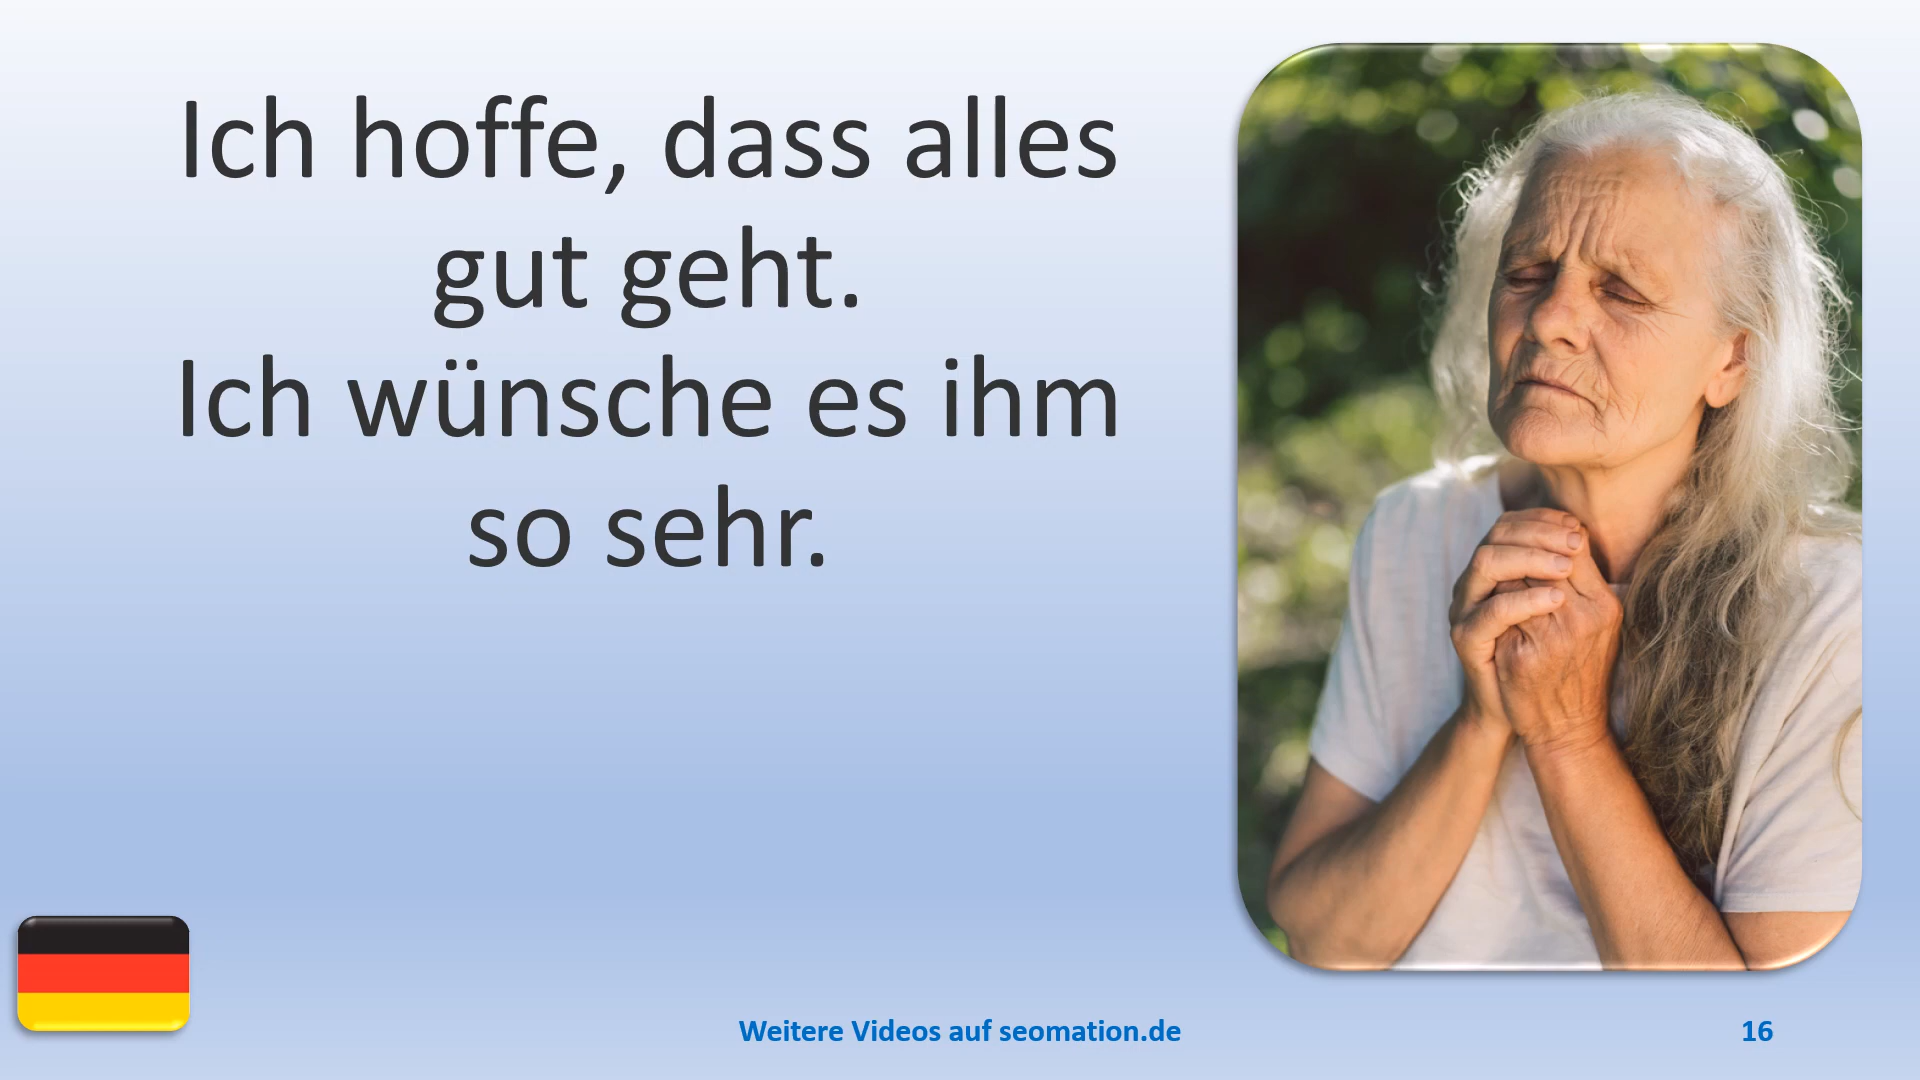 Ich hoffe, dass alles
gut geht.
Ich wünsche es ihm
so sehr.
Weitere Videos auf seomation.de
16